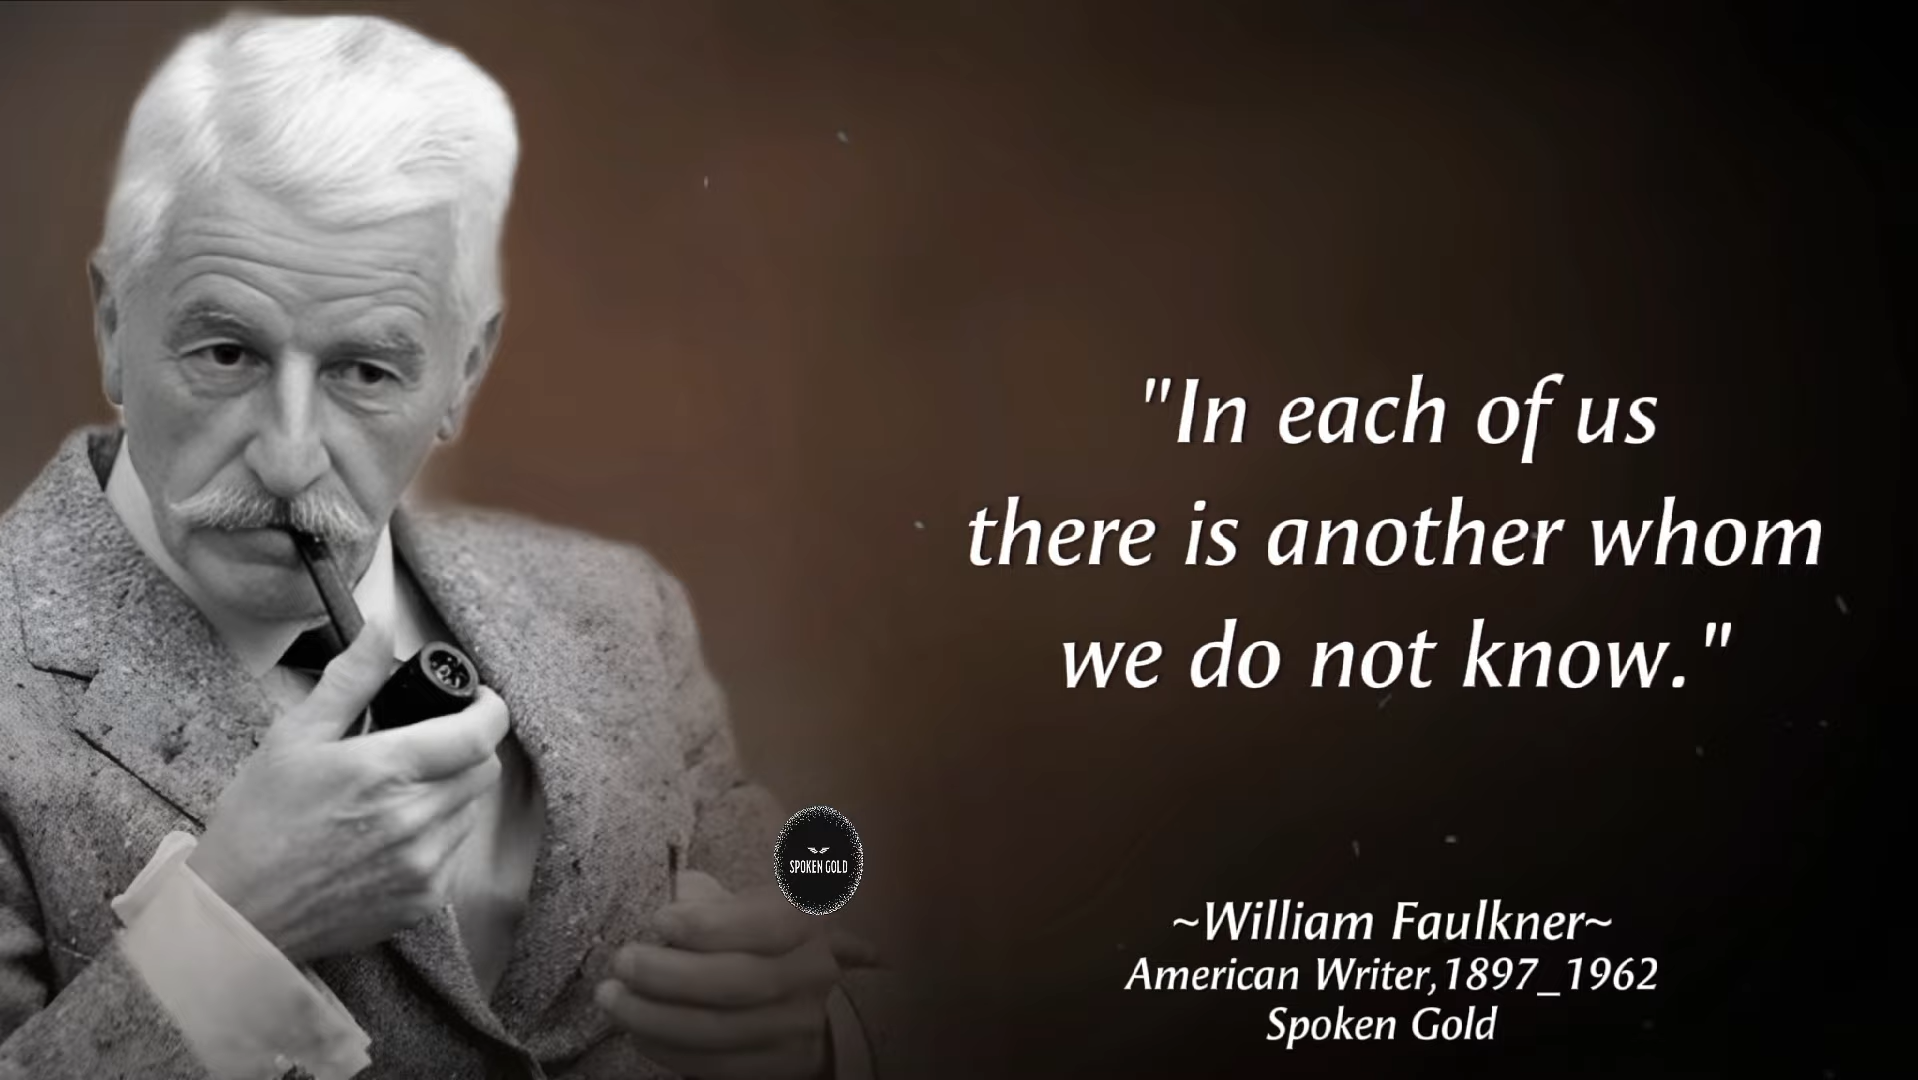 "In each of us
there is another whom
we do not know."
SPOKEN GOLD
~William Faulkner~
American Writer,1897_1962
Spoken Gold